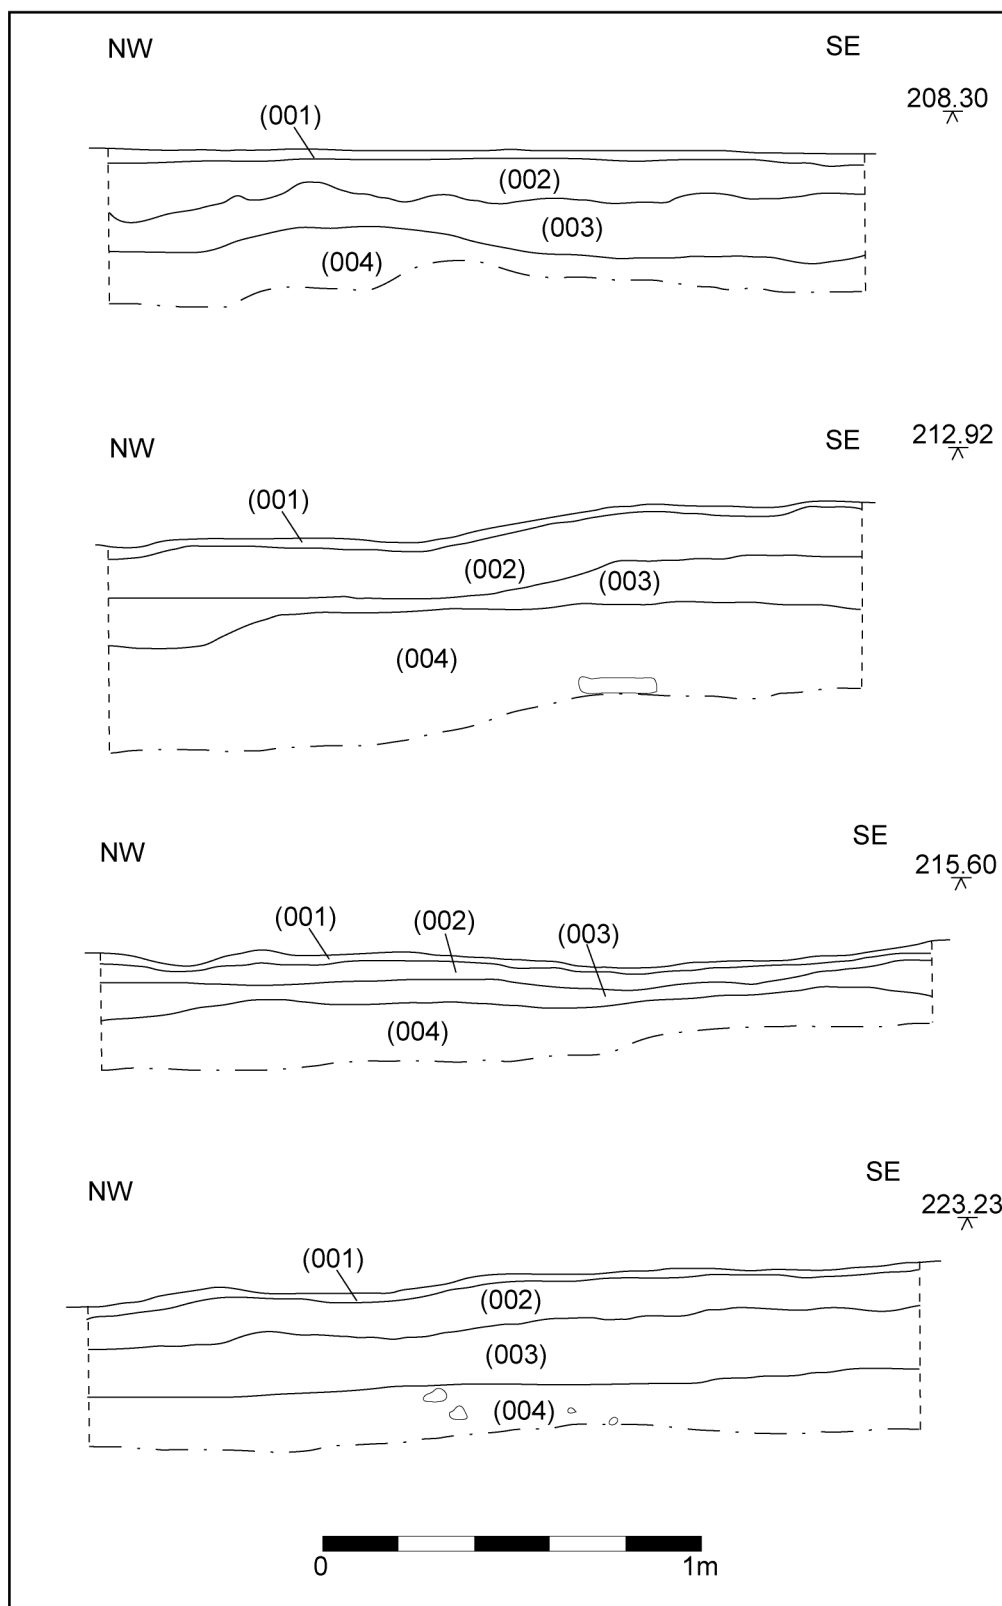 NW SE
208.30
(001)
(002)
(003)
(004)
NW SE 212.92
(001)
(002) (003)
(004)
NW SE
215.60
(001) (002) (003)
(004)
NW SE
223.23
(001)
(002)
(003)
(004)
0 1m